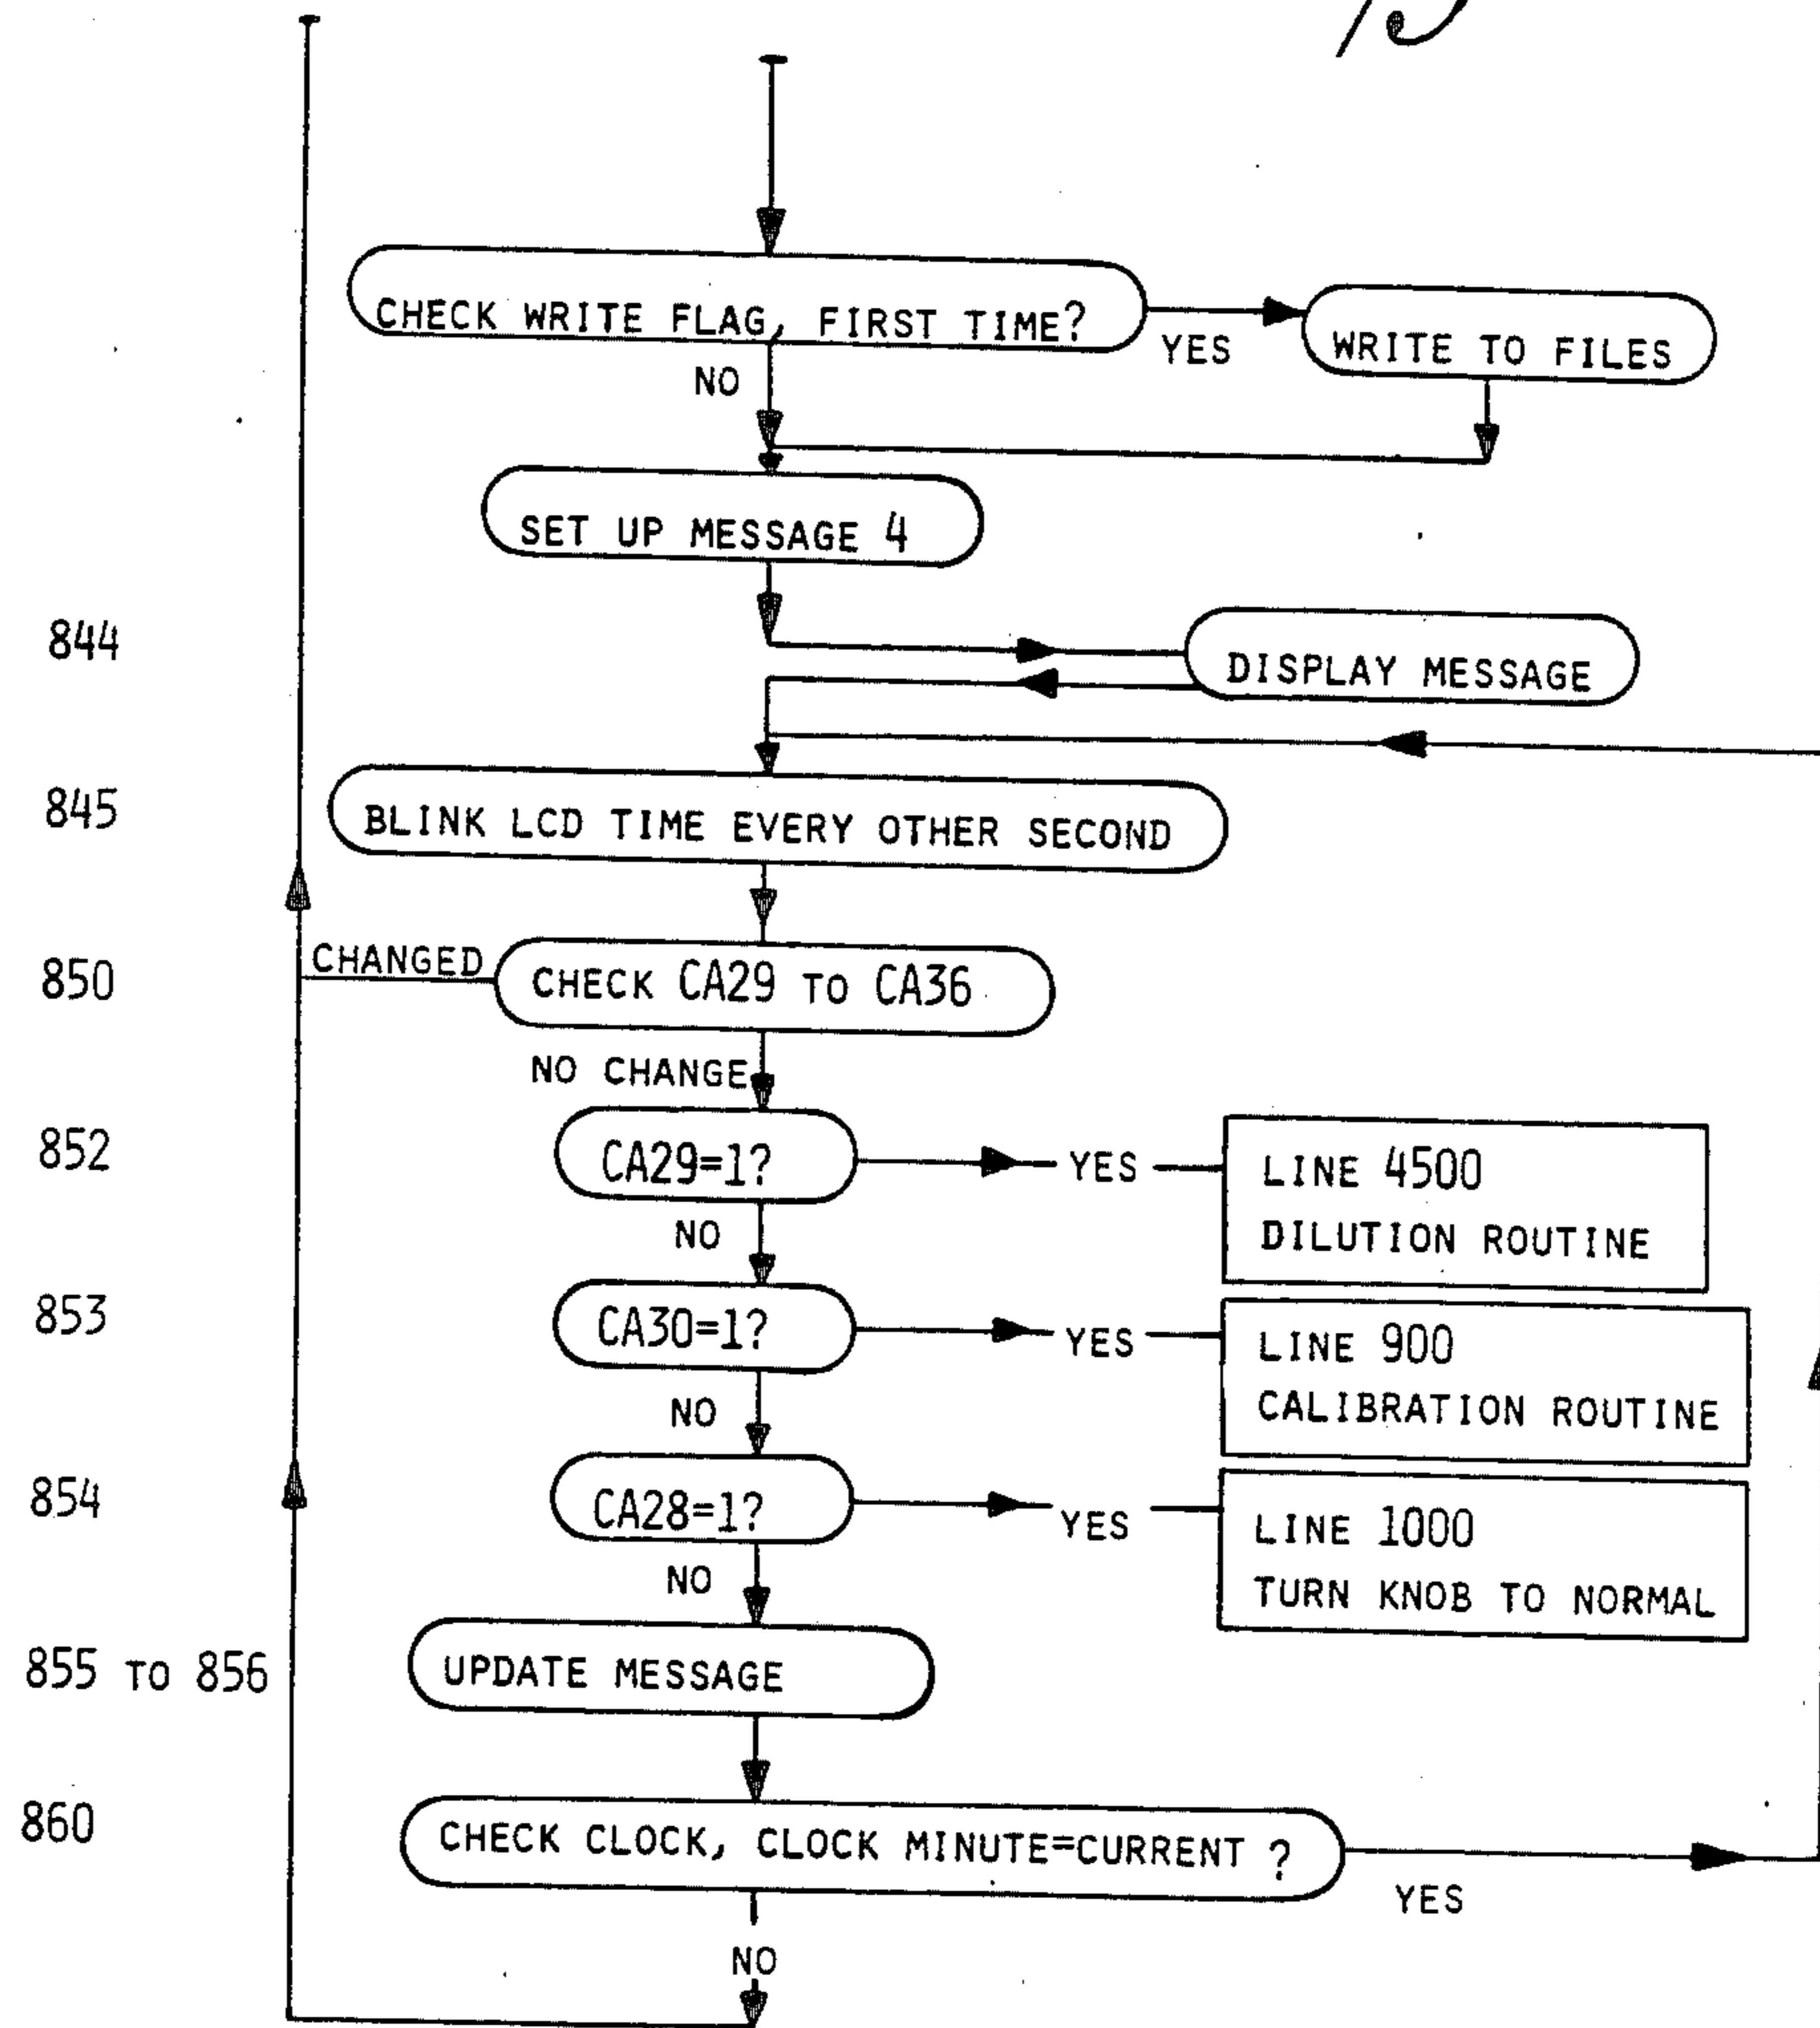 CHECK WRITE FLAG, FIRST TIME?
YES
WRITE TO FILES
NO
SET UP MESSAGE 4
844
DISPLAY MESSAGE
845
BLINK LCD TIME EVERY OTHER SECOND
850
CHANGED
CHECK CA29 TO CA36
NO CHANGE
852
CA29=1?
YES
LINE 4500
DILUTION ROUTINE
NO
853
CA30=1?
YES
LINE 900
CALIBRATION ROUTINE
NO
854
CA28=1?
YES
LINE 1000
TURN KNOB TO NORMAL
NO
855 TO 856
UPDATE MESSAGE
860
CHECK CLOCK, CLOCK MINUTE=CURRENT ?
YES
NO